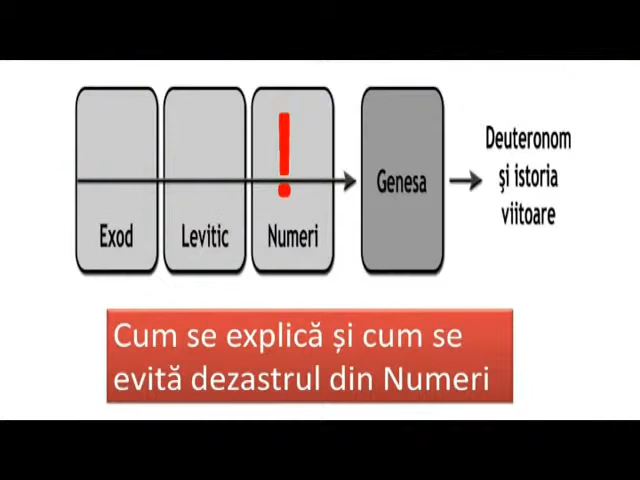 Exod
Levitic
!
Numeri
Genesa
Deuteronom
și istoria
viitoare
Cum se explică și cum se
evită dezastrul din Numeri